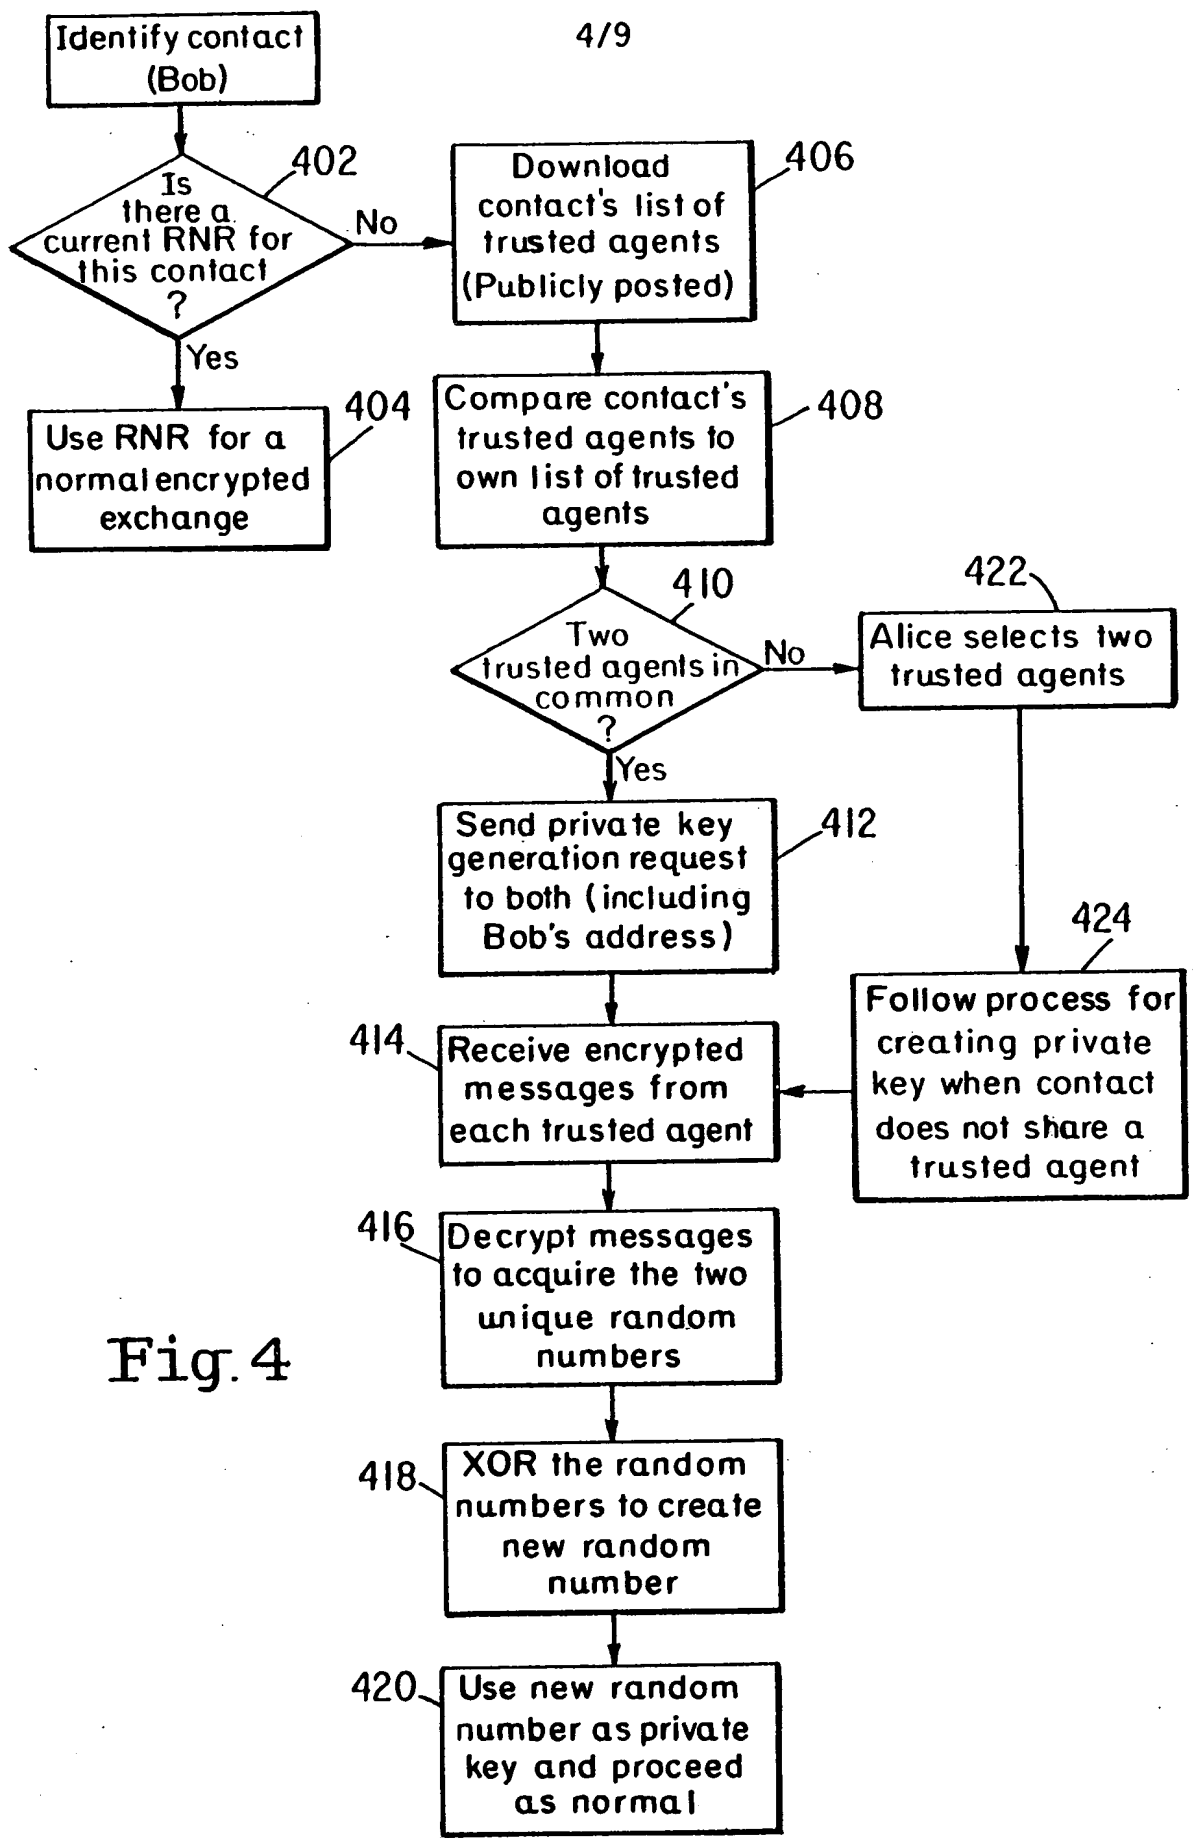 4/9
Identify contact
(Bob)
402
Is
there a
current RNR for
this contact
?
No
Yes
404
Use RNR for a
normal encrypted
exchange
406
Download
contact's list of
trusted agents
(Publicly posted)
408
Compare contact's
trusted agents to
own list of trusted
agents
410
Two
trusted agents in
common
?
No
Yes
422
Alice selects two
trusted agents
412
Send private key
generation request
to both (including
Bob's address)
424
Follow process for
creating private
key when contact
does not share a
trusted agent
414
Receive encrypted
messages from
each trusted agent
416
Decrypt messages
to acquire the two
unique random
numbers
Fig. 4
418
XOR the random
numbers to create
new random
number
420
Use new random
number as private
key and proceed
as normal